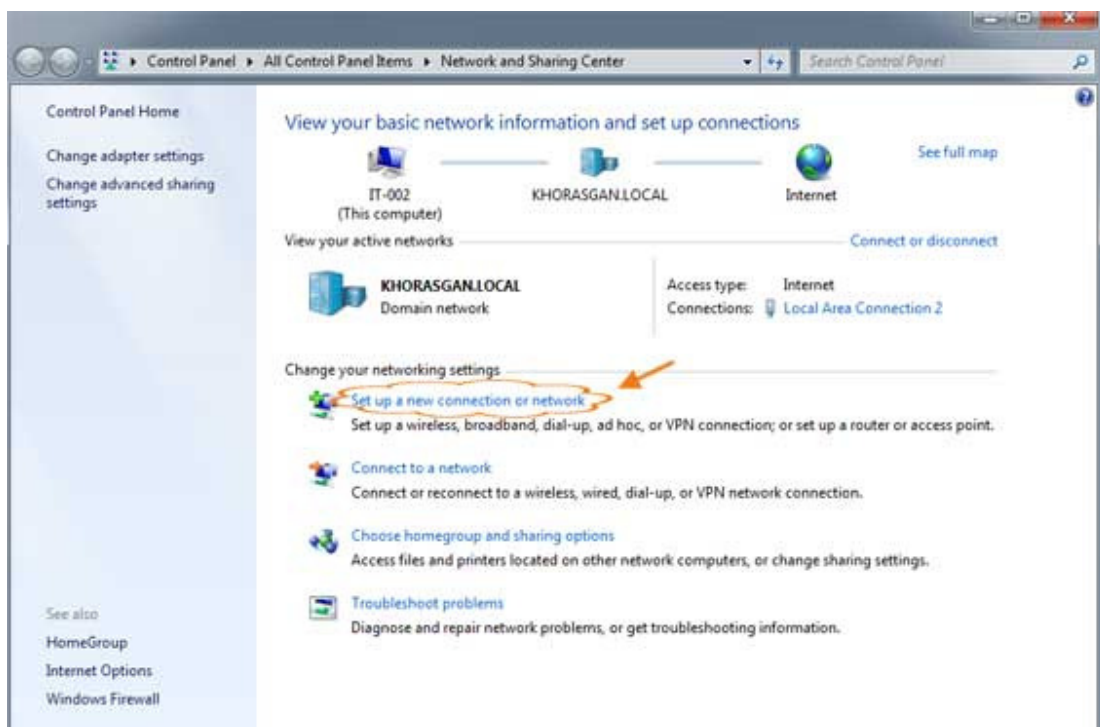 Control Panel ▸ All Control Panel Items ▸ Network and Sharing Center
Search Control Panel
Control Panel Home
Change adapter settings
Change advanced sharing
settings
See also
HomeGroup
Internet Options
Windows Firewall
View your basic network information and set up connections
See full map
IT-002
(This computer)
KHORASGAN.LOCAL
Internet
View your active networks
Connect or disconnect
KHORASGAN.LOCAL
Domain network
Access type: Internet
Connections: Local Area Connection 2
Change your networking settings
Set up a new connection or network
Set up a wireless, broadband, dial-up, ad hoc, or VPN connection; or set up a router or access point.
Connect to a network
Connect or reconnect to a wireless, wired, dial-up, or VPN network connection.
Choose homegroup and sharing options
Access files and printers located on other network computers, or change sharing settings.
Troubleshoot problems
Diagnose and repair network problems, or get troubleshooting information.